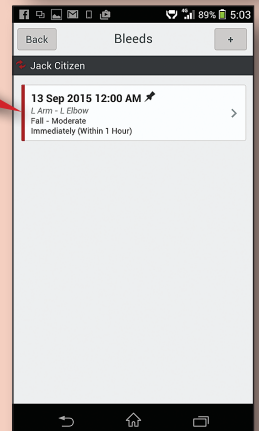 89% 5:03
Back Bleeds +
Jack Citizen
13 Sep 2015 12:00 AM
L Arm - L Elbow
Fall - Moderate
Immediately (Within 1 Hour)